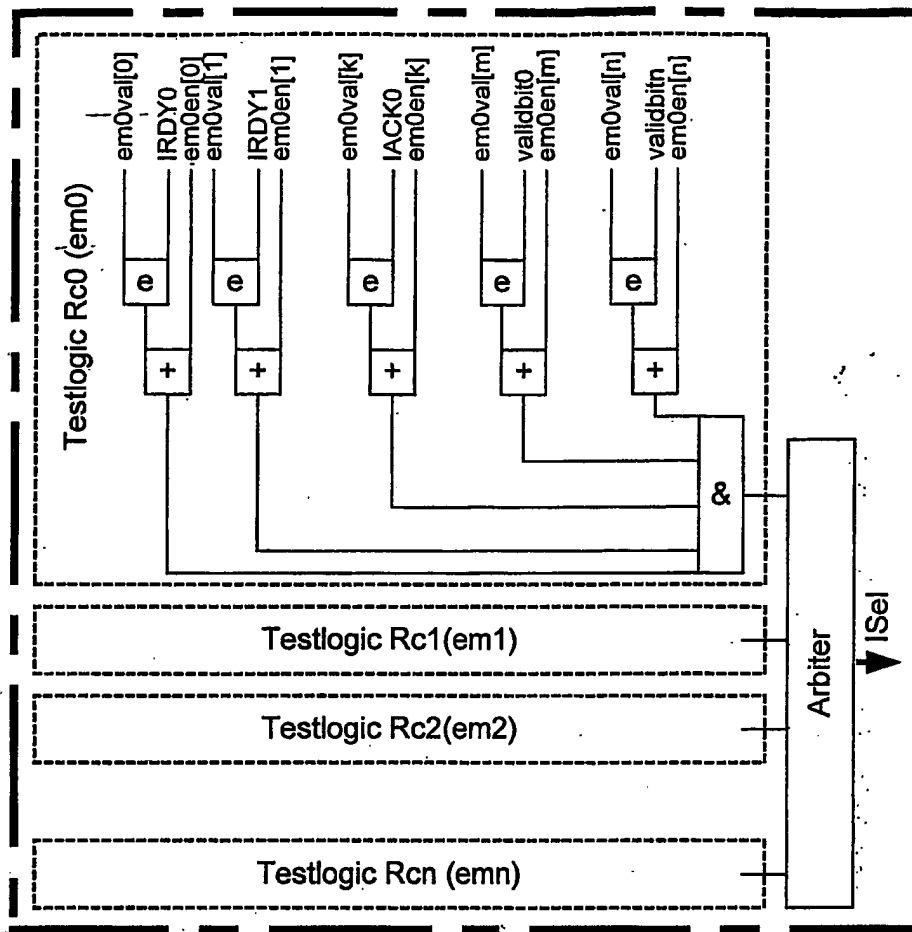 em0val[0]
IRDY0
em0en[0]
em0val[1]
IRDY1
em0en[1]
em0val[k]
IACK0
em0en[k]
em0val[m]
validbit0
em0en[m]
em0val[n]
validbitn
em0en[n]
Testlogic Rc0 (em0)
e
e
e
e
e
+
+
+
+
+
&
Testlogic Rc1(em1)
Testlogic Rc2(em2)
Testlogic Rcn (emn)
Arbiter
ISel